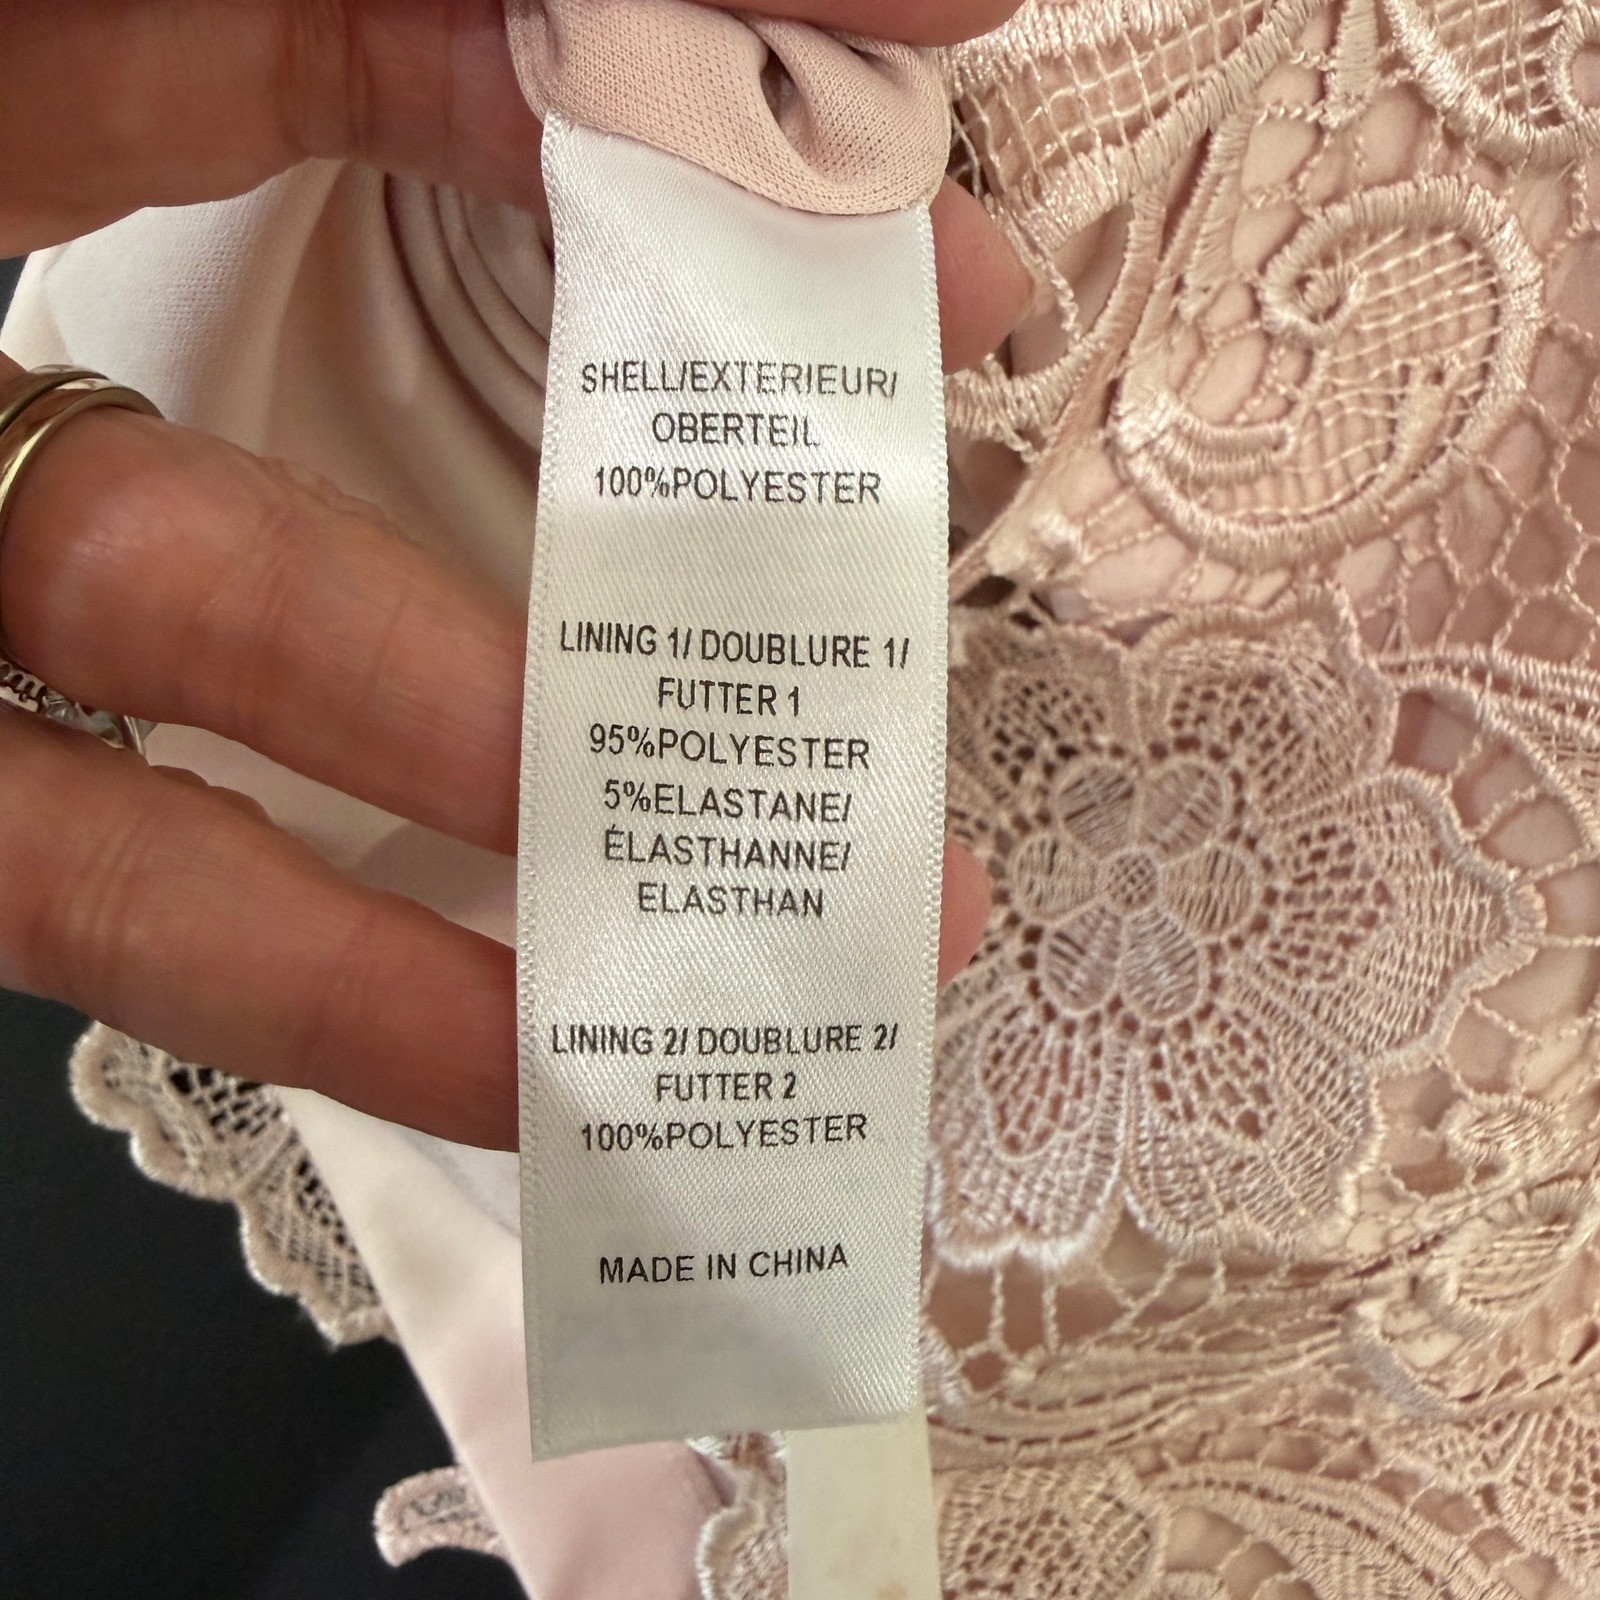 SHELL/EXTERIEUR/
OBERTEIL
100%POLYESTER
LINING 1/ DOUBLURE 1/
FUTTER 1
95%POLYESTER
5%ELASTANE/
ÉLASTHANNE/
ELASTHAN
LINING 2/ DOUBLURE 2/
FUTTER 2
100%POLYESTER
MADE IN CHINA